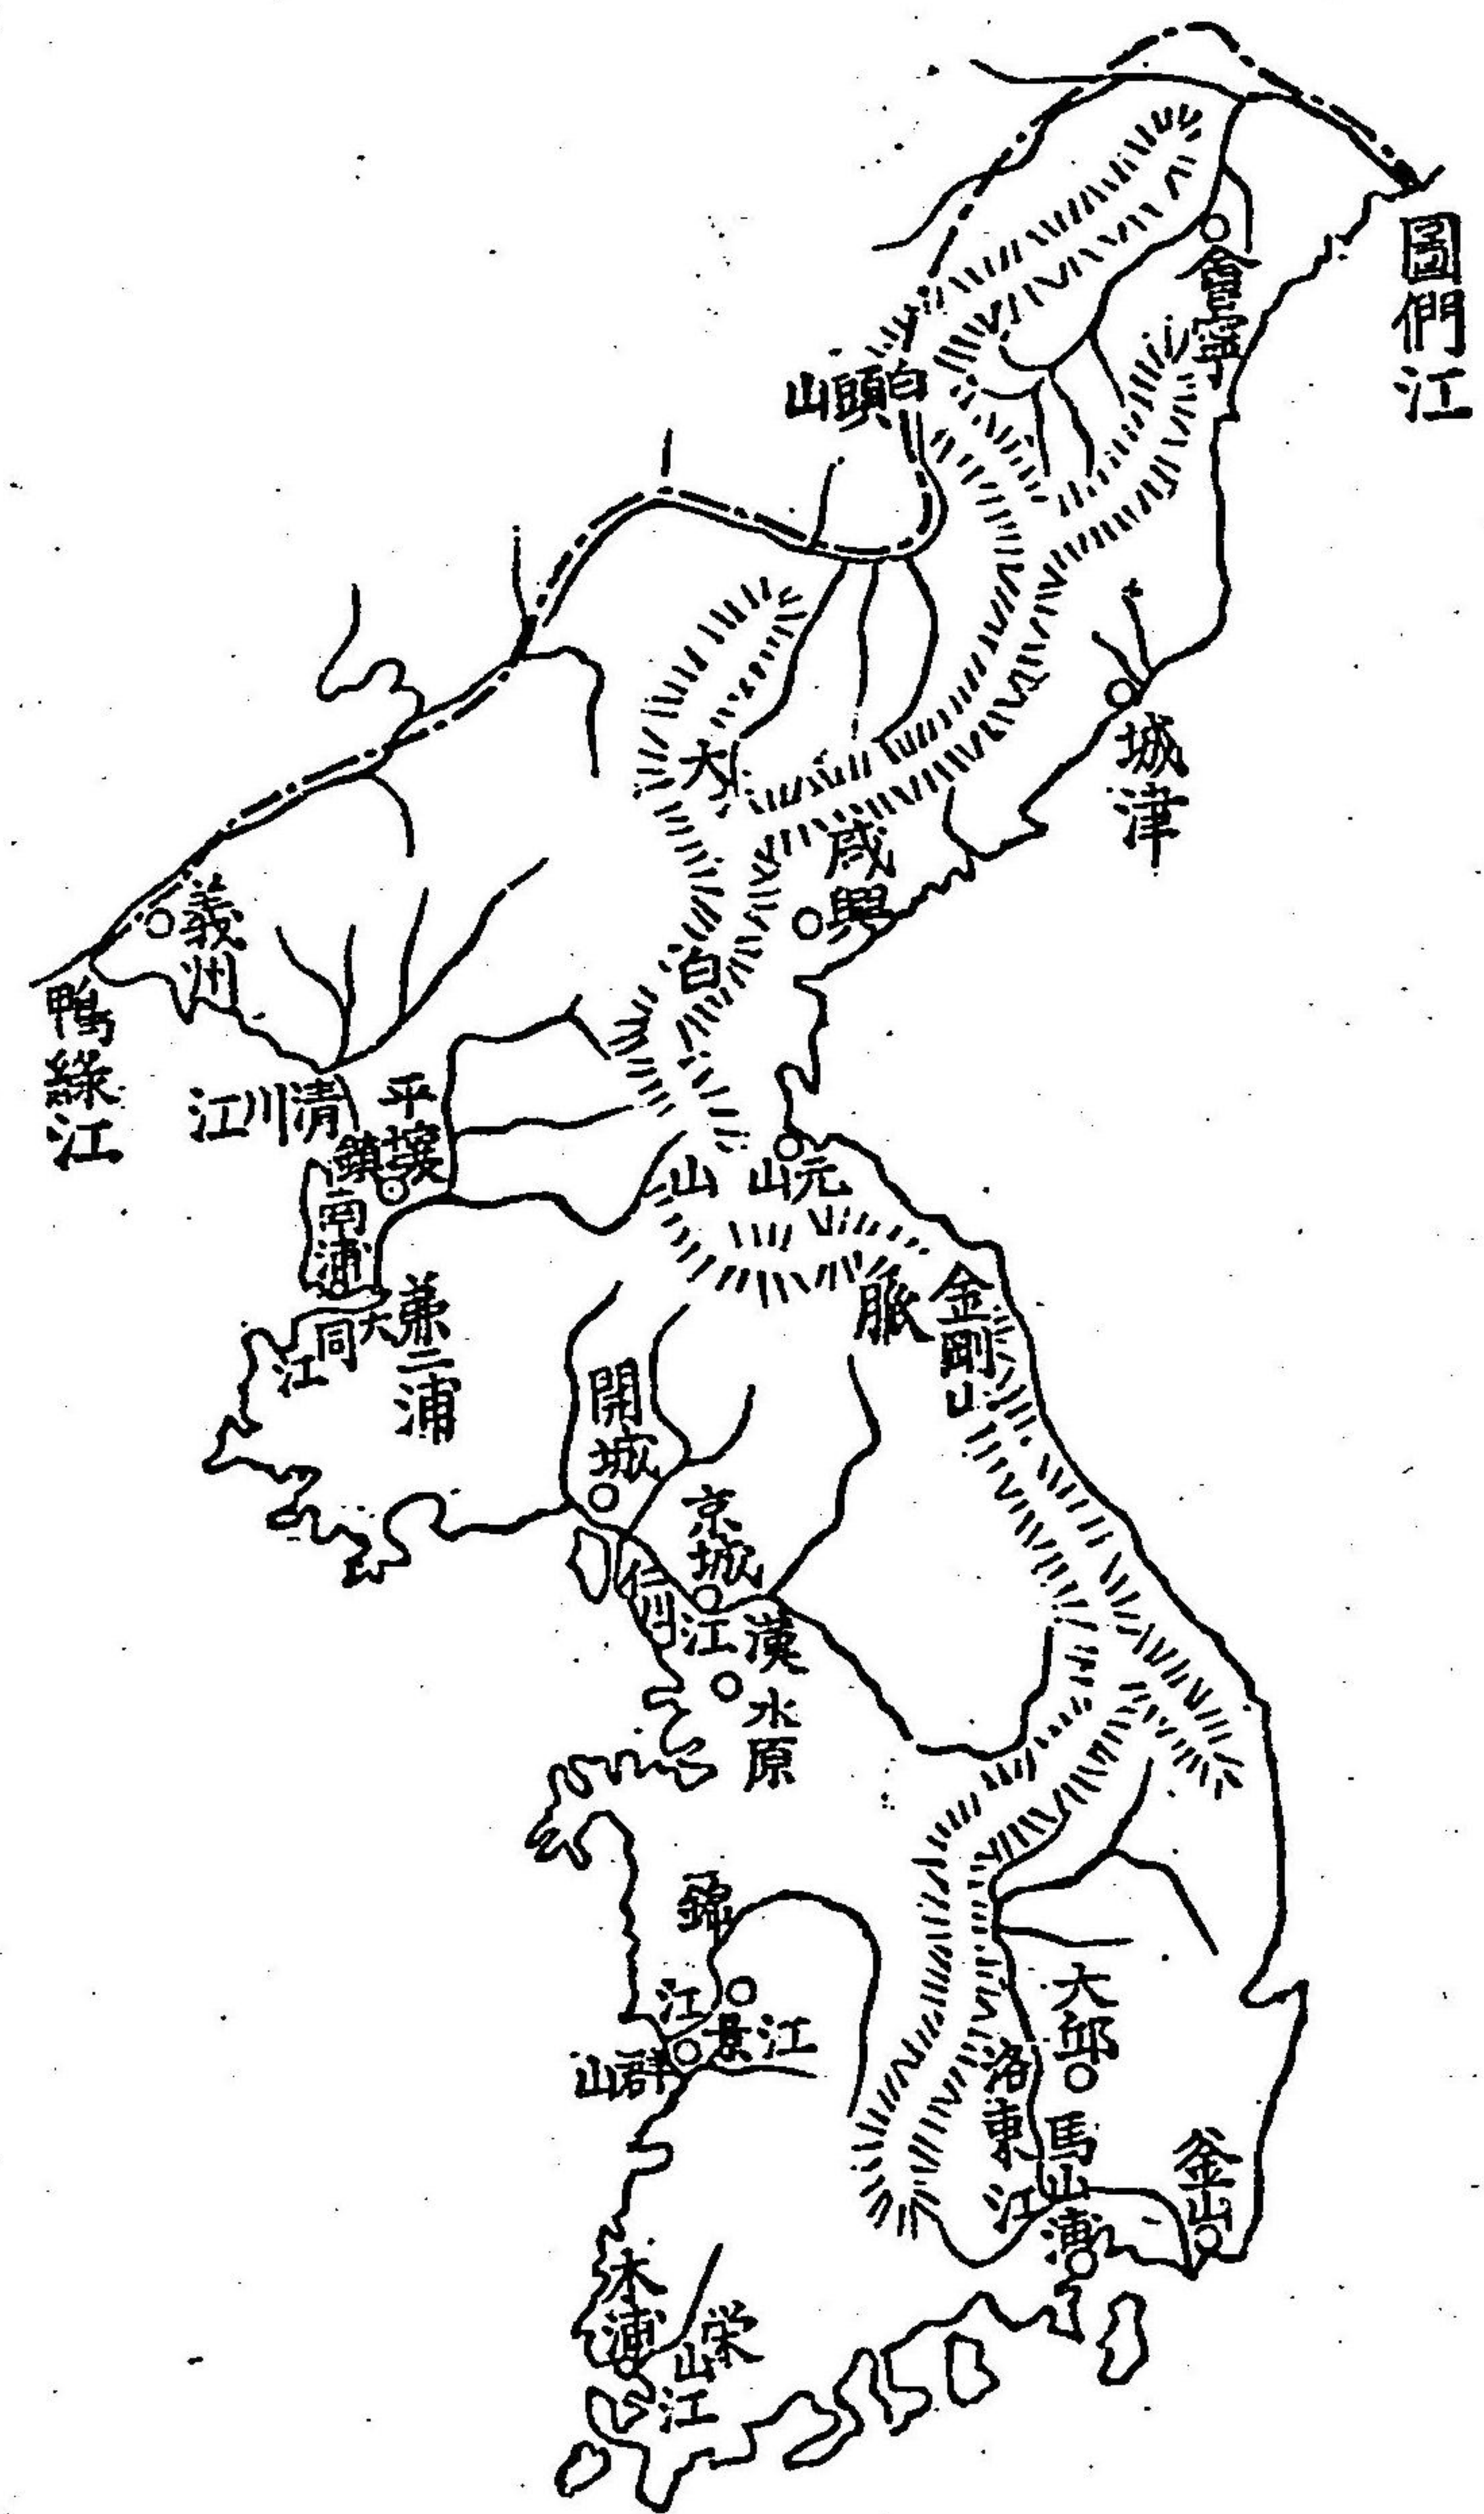 圖們江
會寧
白頭山
城津
咸興
大白山脈
義州
鴨綠江
清川江
平壤
鎮南浦
元山
大同江
兼二浦
金剛山
開城
京城
仁川
漢江
水原
錦江
江景
群山
大邱
洛東江
馬山浦
釜山
木浦
栄山江